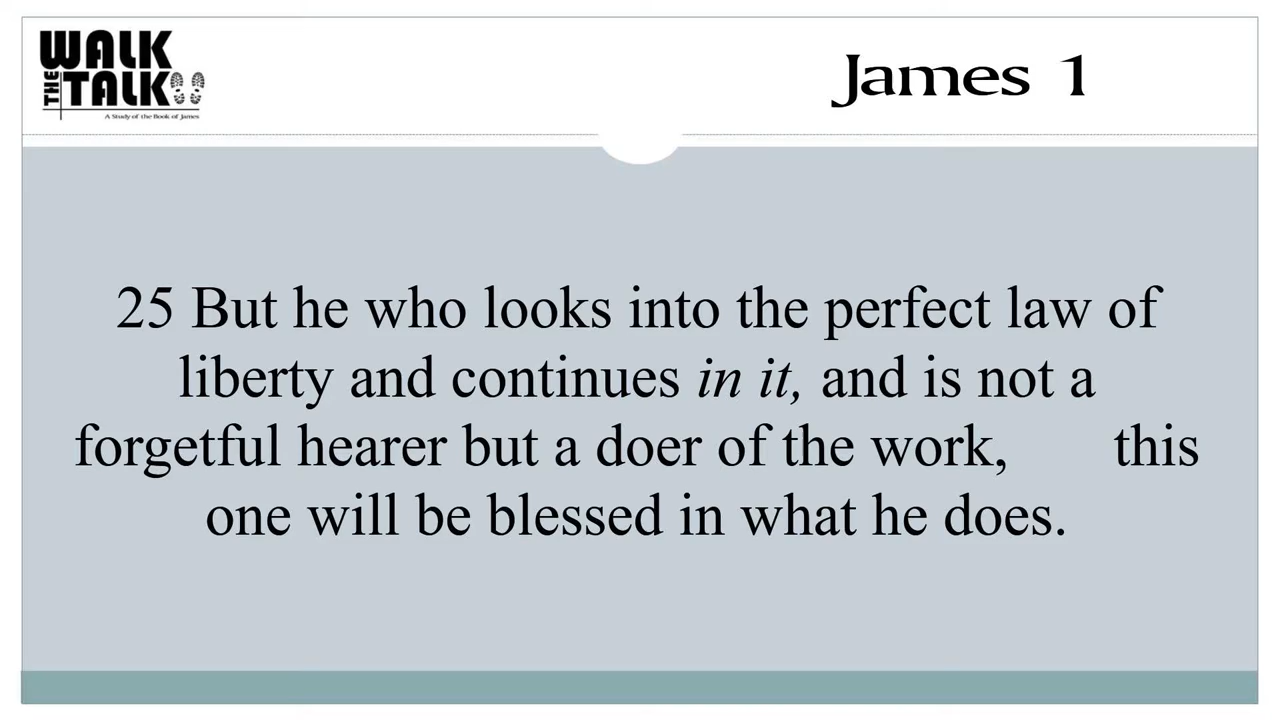 WALK
THE TALK
A Study of the Book of James
James 1
25 But he who looks into the perfect law of
liberty and continues in it, and is not a
forgetful hearer but a doer of the work, this
one will be blessed in what he does.